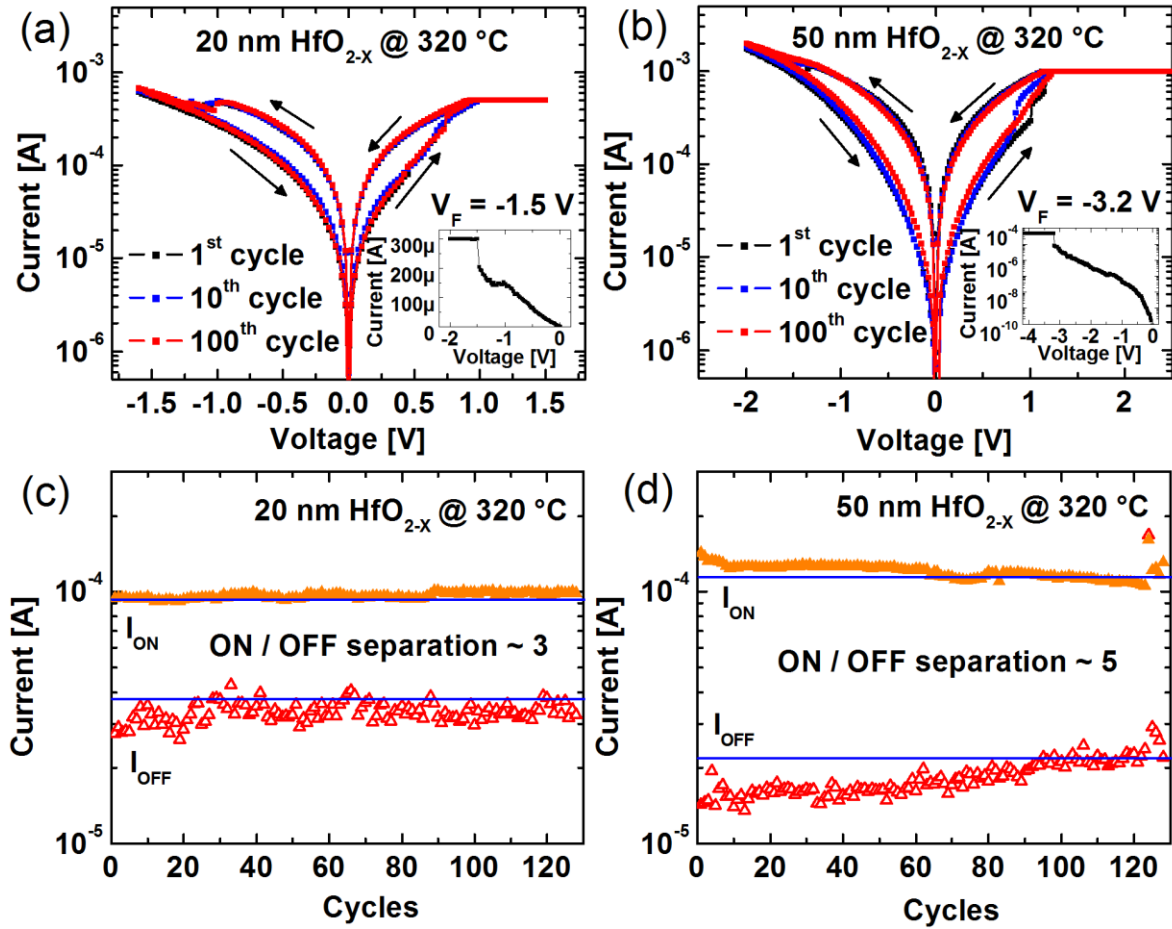 (a)
20 nm HfO2-X @ 320 °C
10-3
10-4
10-5
10-6
Current [A]
VF = -1.5 V
1st cycle
10th cycle
100th cycle
300µ
200µ
100µ
0
Current [A]
-2 -1 0
Voltage [V]
-1.5 -1.0 -0.5 0.0 0.5 1.0 1.5
Voltage [V]
(b)
50 nm HfO2-X @ 320 °C
10-3
10-4
10-5
10-6
Current [A]
VF = -3.2 V
1st cycle
10th cycle
100th cycle
10-4
10-6
10-8
10-10
Current [A]
-4 -3 -2 -1 0
Voltage [V]
-2 -1 0 1 2
Voltage [V]
(c)
20 nm HfO2-X @ 320 °C
10-4
10-5
Current [A]
ION
ON / OFF separation ~ 3
IOFF
0 20 40 60 80 100 120
Cycles
(d)
50 nm HfO2-X @ 320 °C
10-4
10-5
Current [A]
ION
ON / OFF separation ~ 5
IOFF
0 20 40 60 80 100 120
Cycles